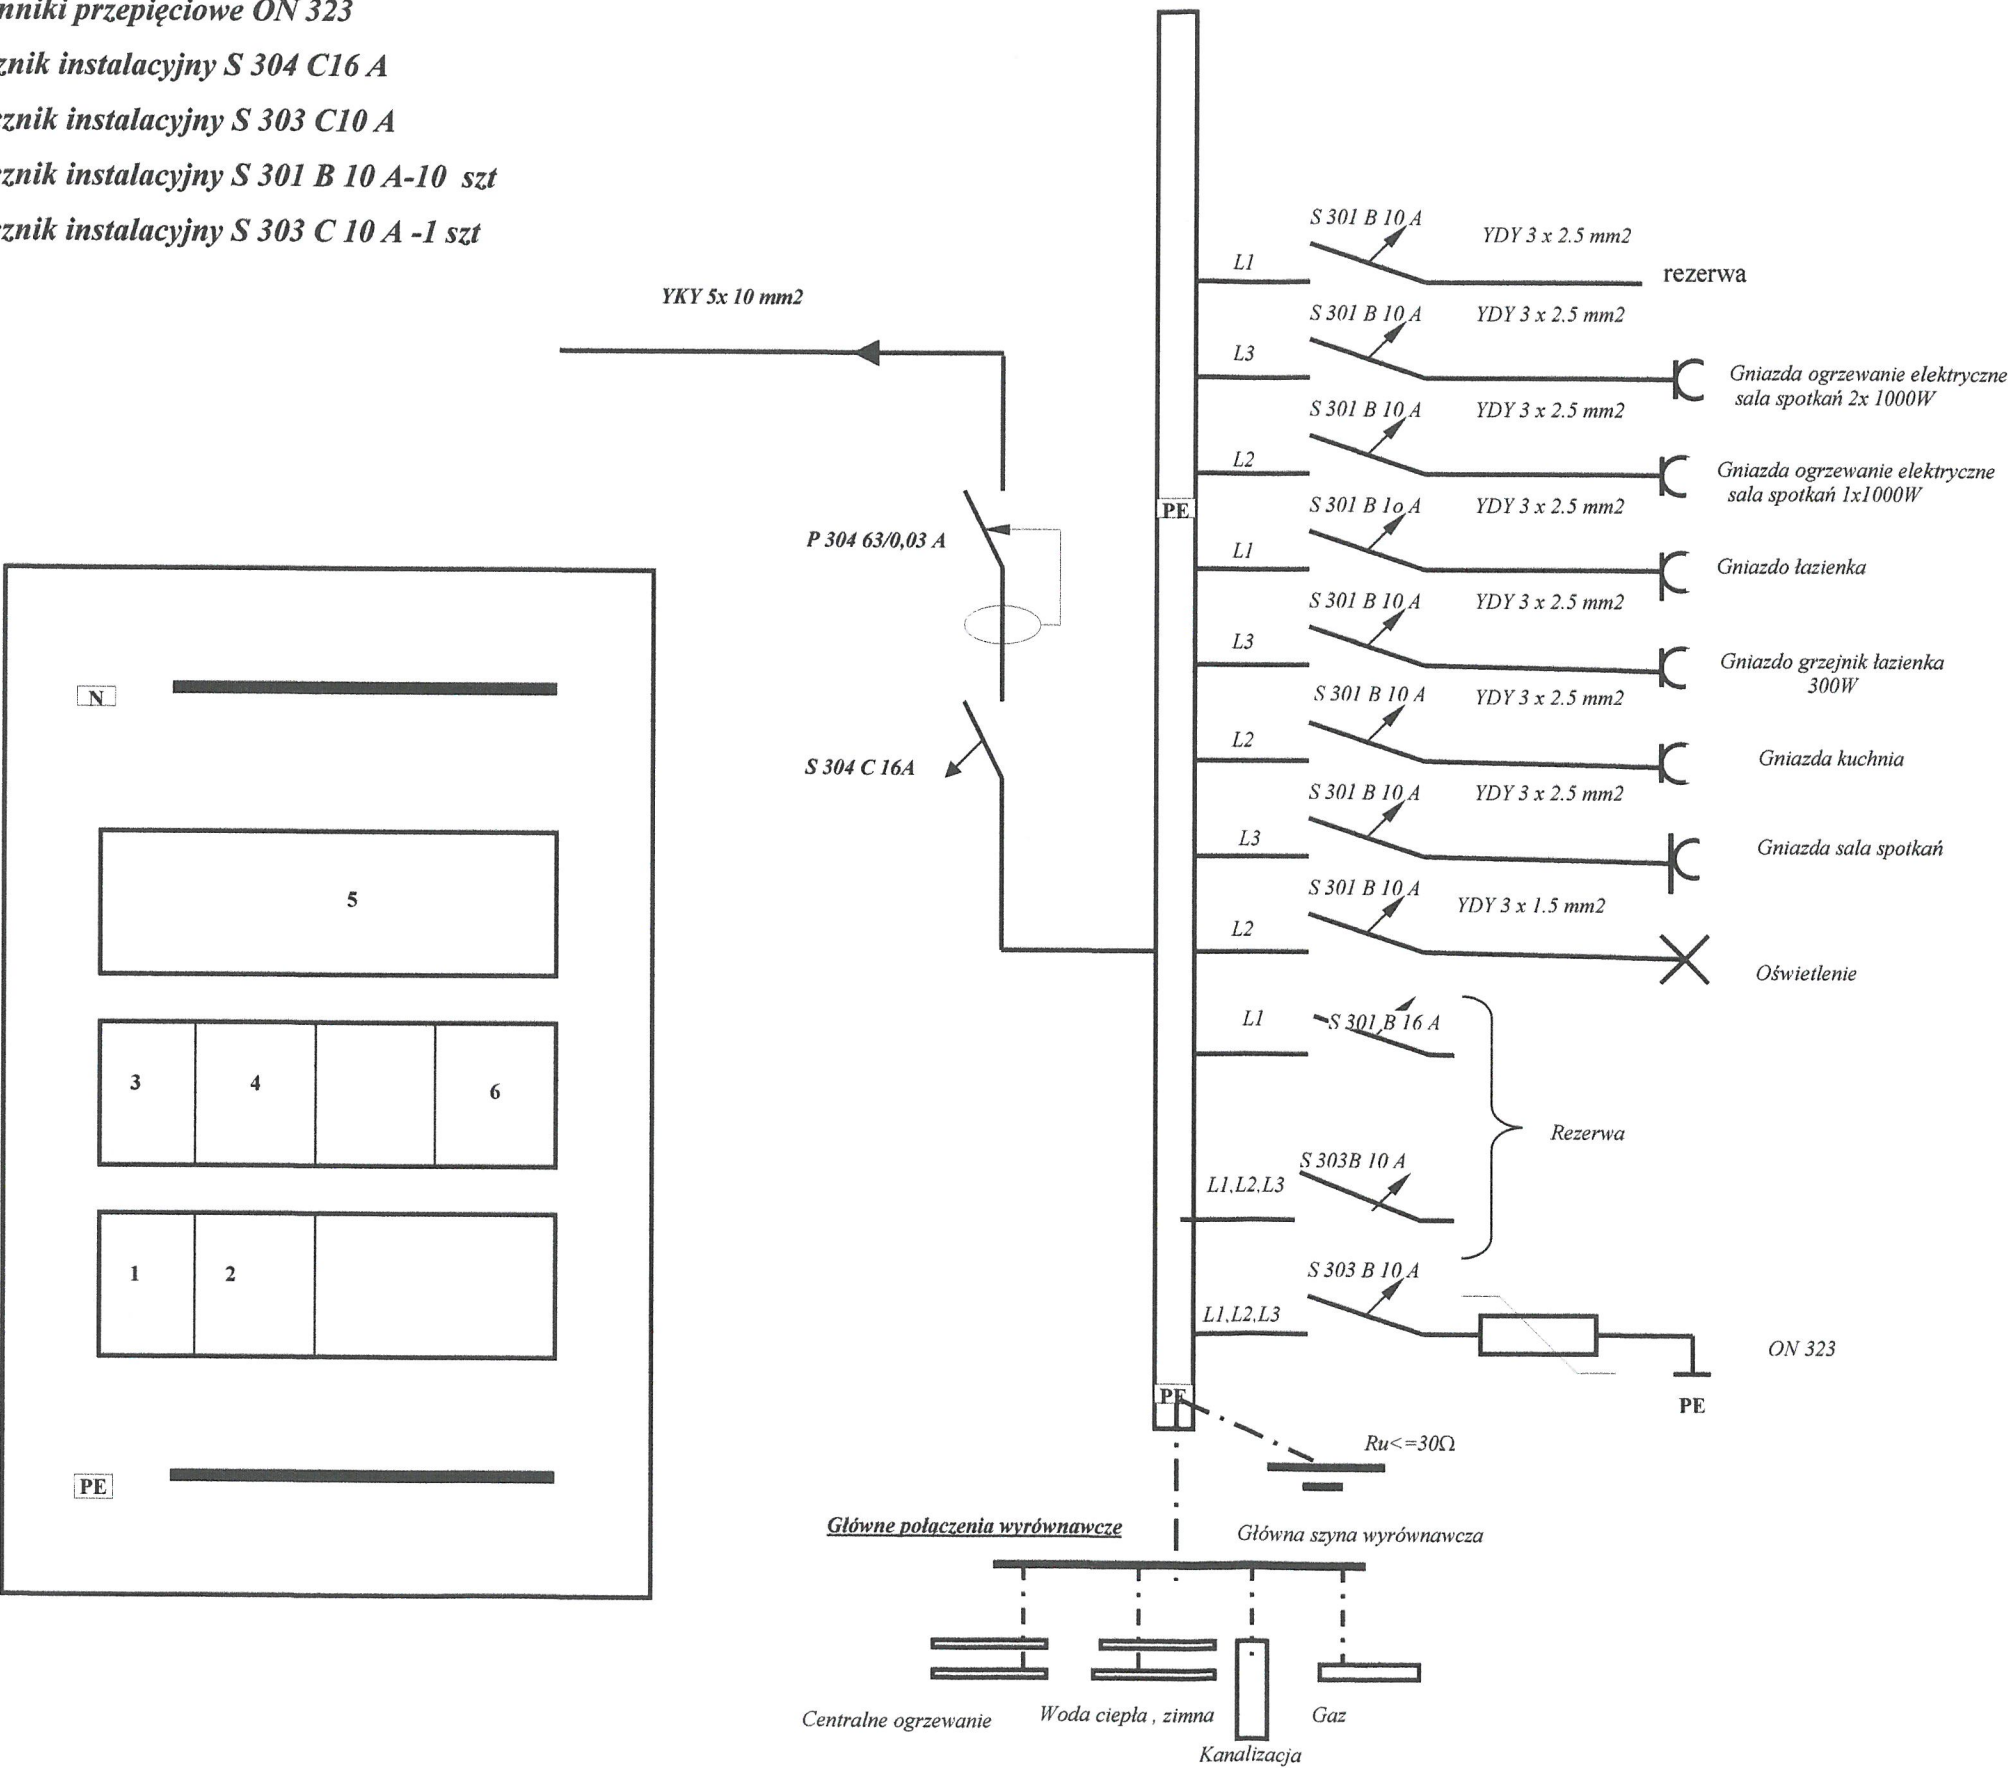 nniki przepięciowe ON 323
znik instalacyjny S 304 C16 A
znik instalacyjny S 303 C10 A
znik instalacyjny S 301 B 10 A-10 szt
znik instalacyjny S 303 C 10 A -1 szt
YKY 5x 10 mm2
P 304 63/0,03 A
S 304 C 16A
N
5
3 4 6
1 2
PE
PE
S 301 B 10 A
YDY 3 x 2.5 mm2
L1
rezerwa
S 301 B 10 A
YDY 3 x 2.5 mm2
L3
Gniazda ogrzewanie elektryczne
sala spotkań 2x 1000W
S 301 B 10 A
YDY 3 x 2.5 mm2
L2
Gniazda ogrzewanie elektryczne
sala spotkań 1x1000W
S 301 B 1o A
YDY 3 x 2.5 mm2
L1
Gniazdo łazienka
S 301 B 10 A
YDY 3 x 2.5 mm2
L3
Gniazdo grzejnik łazienka
300W
S 301 B 10 A
YDY 3 x 2.5 mm2
L2
Gniazda kuchnia
S 301 B 10 A
YDY 3 x 2.5 mm2
L3
Gniazda sala spotkań
S 301 B 10 A
YDY 3 x 1.5 mm2
L2
Oświetlenie
L1
S 301 B 16 A
Rezerwa
S 303B 10 A
L1,L2,L3
S 303 B 10 A
L1,L2,L3
ON 323
PE
PE
Ru<=30Ω
Główne połączenia wyrównawcze
Główna szyna wyrównawcza
Centralne ogrzewanie
Woda ciepła , zimna
Gaz
Kanalizacja